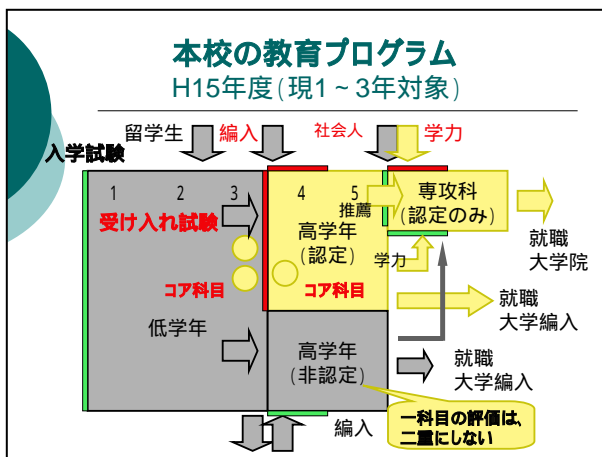 本校の教育プログラム
H15年度(現1～3年対象)
留学生
編入
社会人
学力
入学試験
1
2
3
4
5
推薦
専攻科
(認定のみ)
受け入れ試験
高学年
(認定)
就職
大学院
学力
コア科目
コア科目
就職
大学編入
低学年
高学年
(非認定)
就職
大学編入
編入
一科目の評価は、
二重にしない